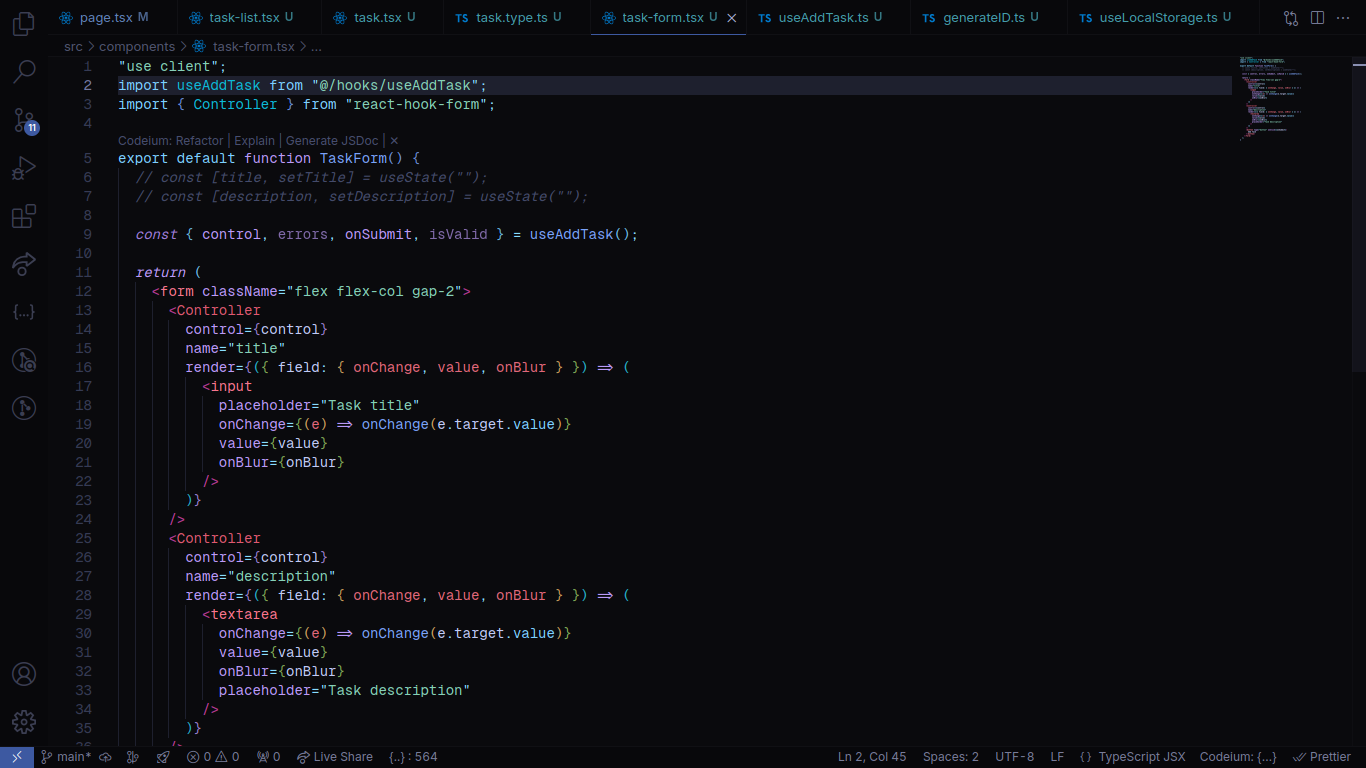 page.tsx M task-list.tsx U task.tsx U TS task.type.ts U task-form.tsx U TS useAddTask.ts U TS generateID.ts U TS useLocalStorage.ts U
src > components > task-form.tsx > ...
1 "use client";
2 import useAddTask from "@/hooks/useAddTask";
3 import { Controller } from "react-hook-form";
4
Codeium: Refactor | Explain | Generate JSDoc | ✕
5 export default function TaskForm() {
6 // const [title, setTitle] = useState("");
7 // const [description, setDescription] = useState("");
8
9 const { control, errors, onSubmit, isValid } = useAddTask();
10
11 return (
12 <form className="flex flex-col gap-2">
13 <Controller
14 control={control}
15 name="title"
16 render={({ field: { onChange, value, onBlur } }) => (
17 <input
18 placeholder="Task title"
19 onChange={(e) => onChange(e.target.value)}
20 value={value}
21 onBlur={onBlur}
22 />
23 )}
24 />
25 <Controller
26 control={control}
27 name="description"
28 render={({ field: { onChange, value, onBlur } }) => (
29 <textarea
30 onChange={(e) => onChange(e.target.value)}
31 value={value}
32 onBlur={onBlur}
33 placeholder="Task description"
34 />
35 )}
11
main* 0 0 0 Live Share {..} : 564 Ln 2, Col 45 Spaces: 2 UTF-8 LF { } TypeScript JSX Codeium: {...} Prettier